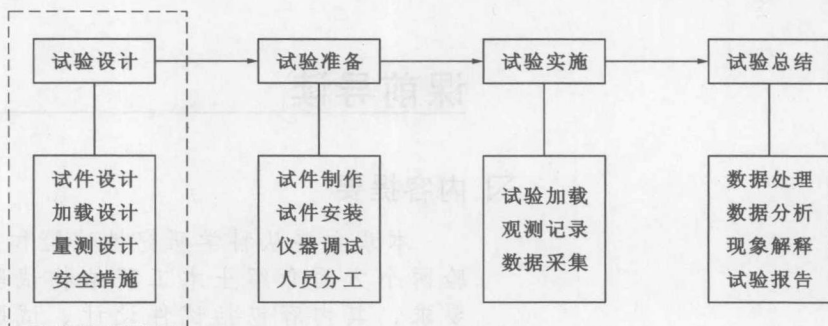 试验设计
试验准备
试验实施
试验总结
试件设计
加载设计
量测设计
安全措施
试件制作
试件安装
仪器调试
人员分工
试验加载
观测记录
数据采集
数据处理
数据分析
现象解释
试验报告